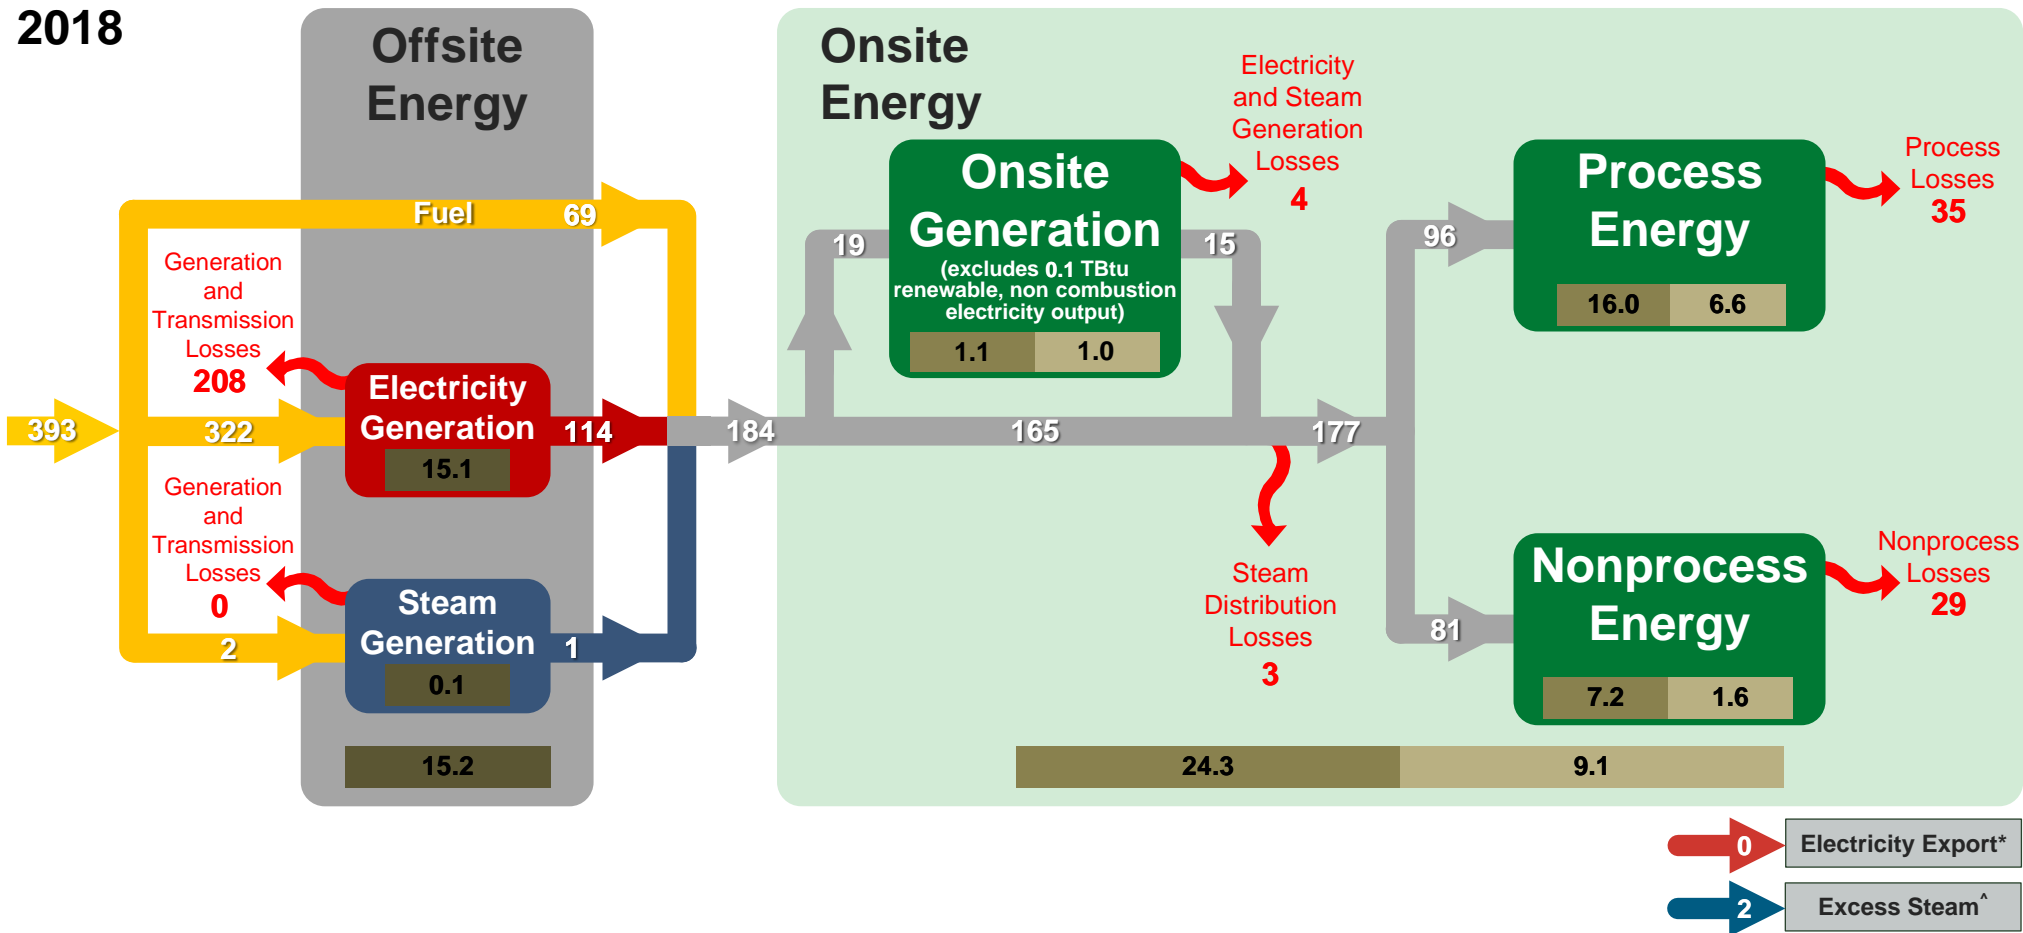 2018
Offsite
Energy
Onsite
Energy
Fuel
69
Generation
and
Transmission
Losses
208
393
322
Electricity
Generation
15.1
114
Generation
and
Transmission
Losses
0
2
Steam
Generation
0.1
1
15.2
184
19
Onsite
Generation
(excludes 0.1 TBtu
renewable, non combustion
electricity output)
1.1 1.0
15
Electricity
and Steam
Generation
Losses
4
165
177
Steam
Distribution
Losses
3
96
Process
Energy
16.0 6.6
Process
Losses
35
81
Nonprocess
Energy
7.2 1.6
Nonprocess
Losses
29
24.3 9.1
0 Electricity Export*
2 Excess Steam^